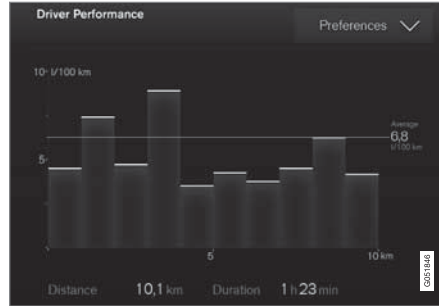 Driver Performance
Preferences
10- l/100 km
Average
6,8
l/100 km
5-
5
10 km
Distance 10,1 km Duration 1 h 23 min
G051846